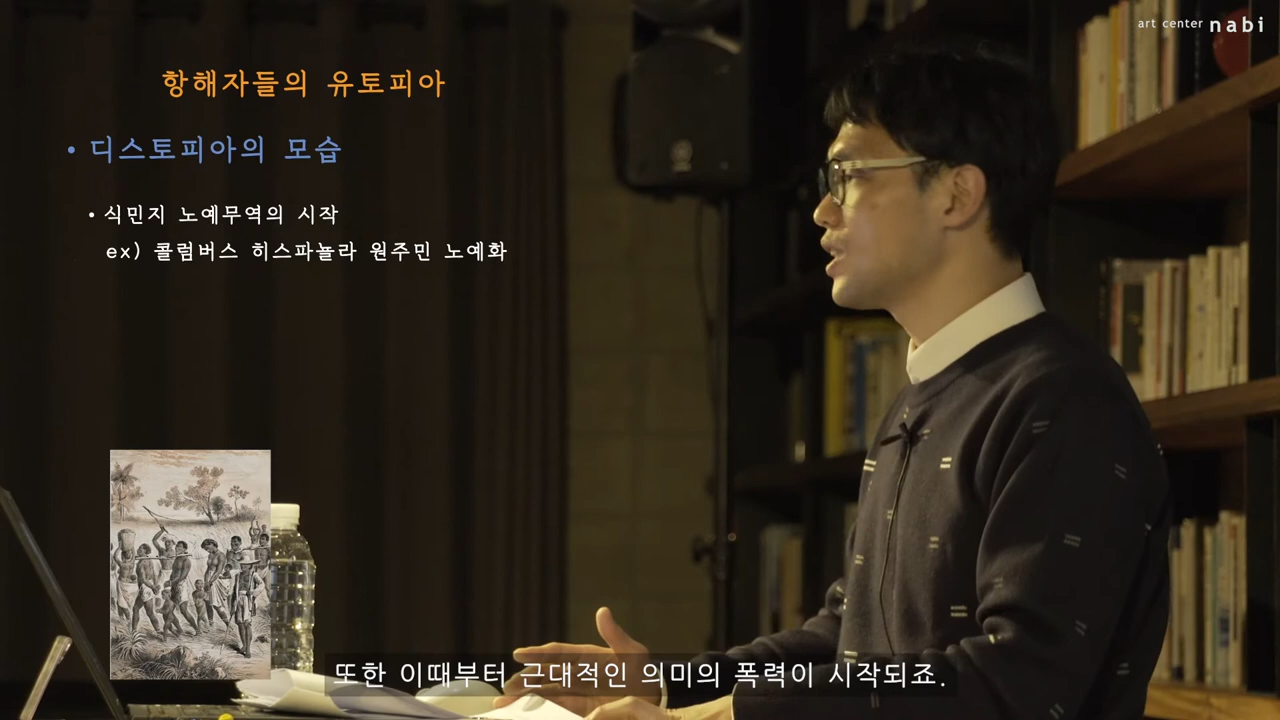 art center nabi
항해자들의 유토피아
• 디스토피아의 모습
• 식민지 노예무역의 시작
ex) 콜럼버스 히스파뇰라 원주민 노예화
또한 이때부터 근대적인 의미의 폭력이 시작되죠.